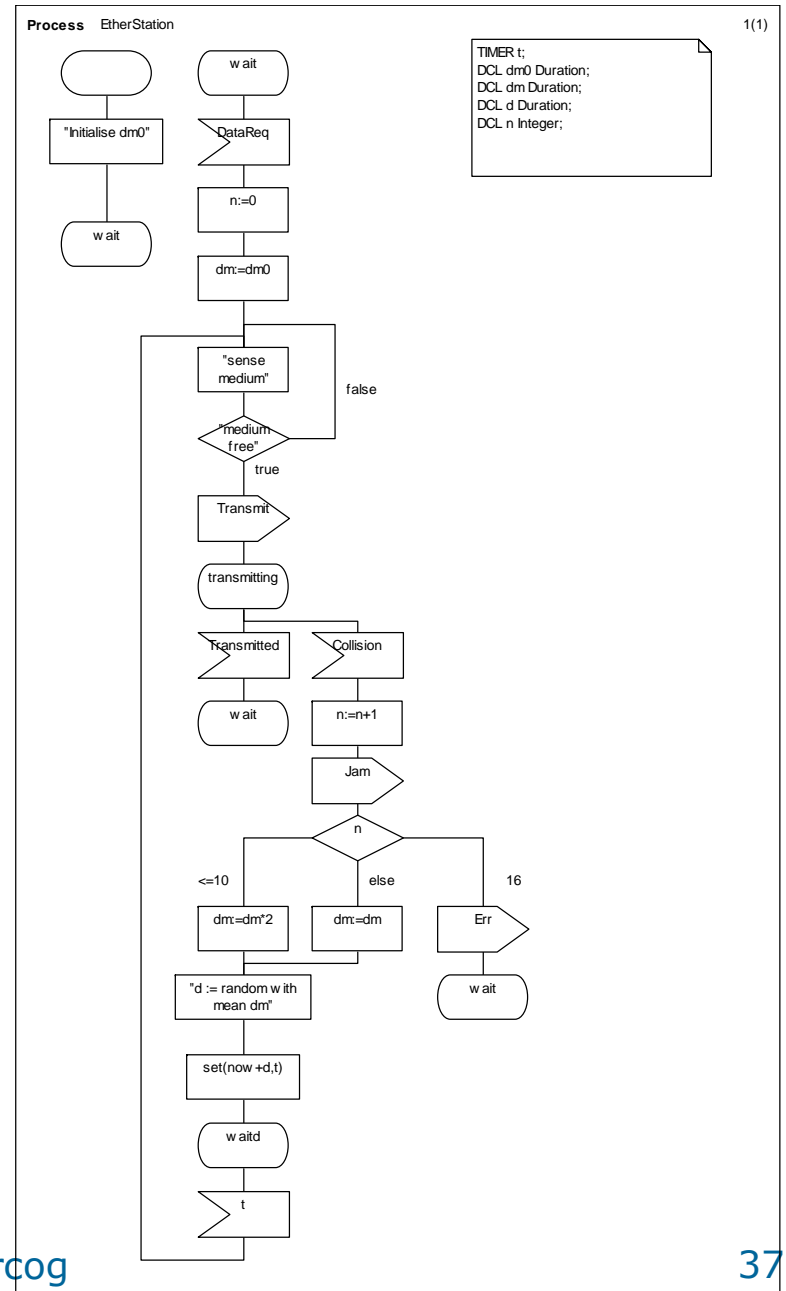 Process EtherStation 1(1)
TIMER t;
DCL dm0 Duration;
DCL dm Duration;
DCL d Duration;
DCL n Integer;
"Initialise dm0"
wait
wait
DataReq
n:=0
dm:=dm0
"sense
medium"
false
"medium
free"
true
Transmit
transmitting
Transmitted
Collision
wait
n:=n+1
Jam
n
<=10
else
16
dm:=dm*2
dm:=dm
Err
"d := random with
mean dm"
wait
set(now+d,t)
waitd
t
rcog
37